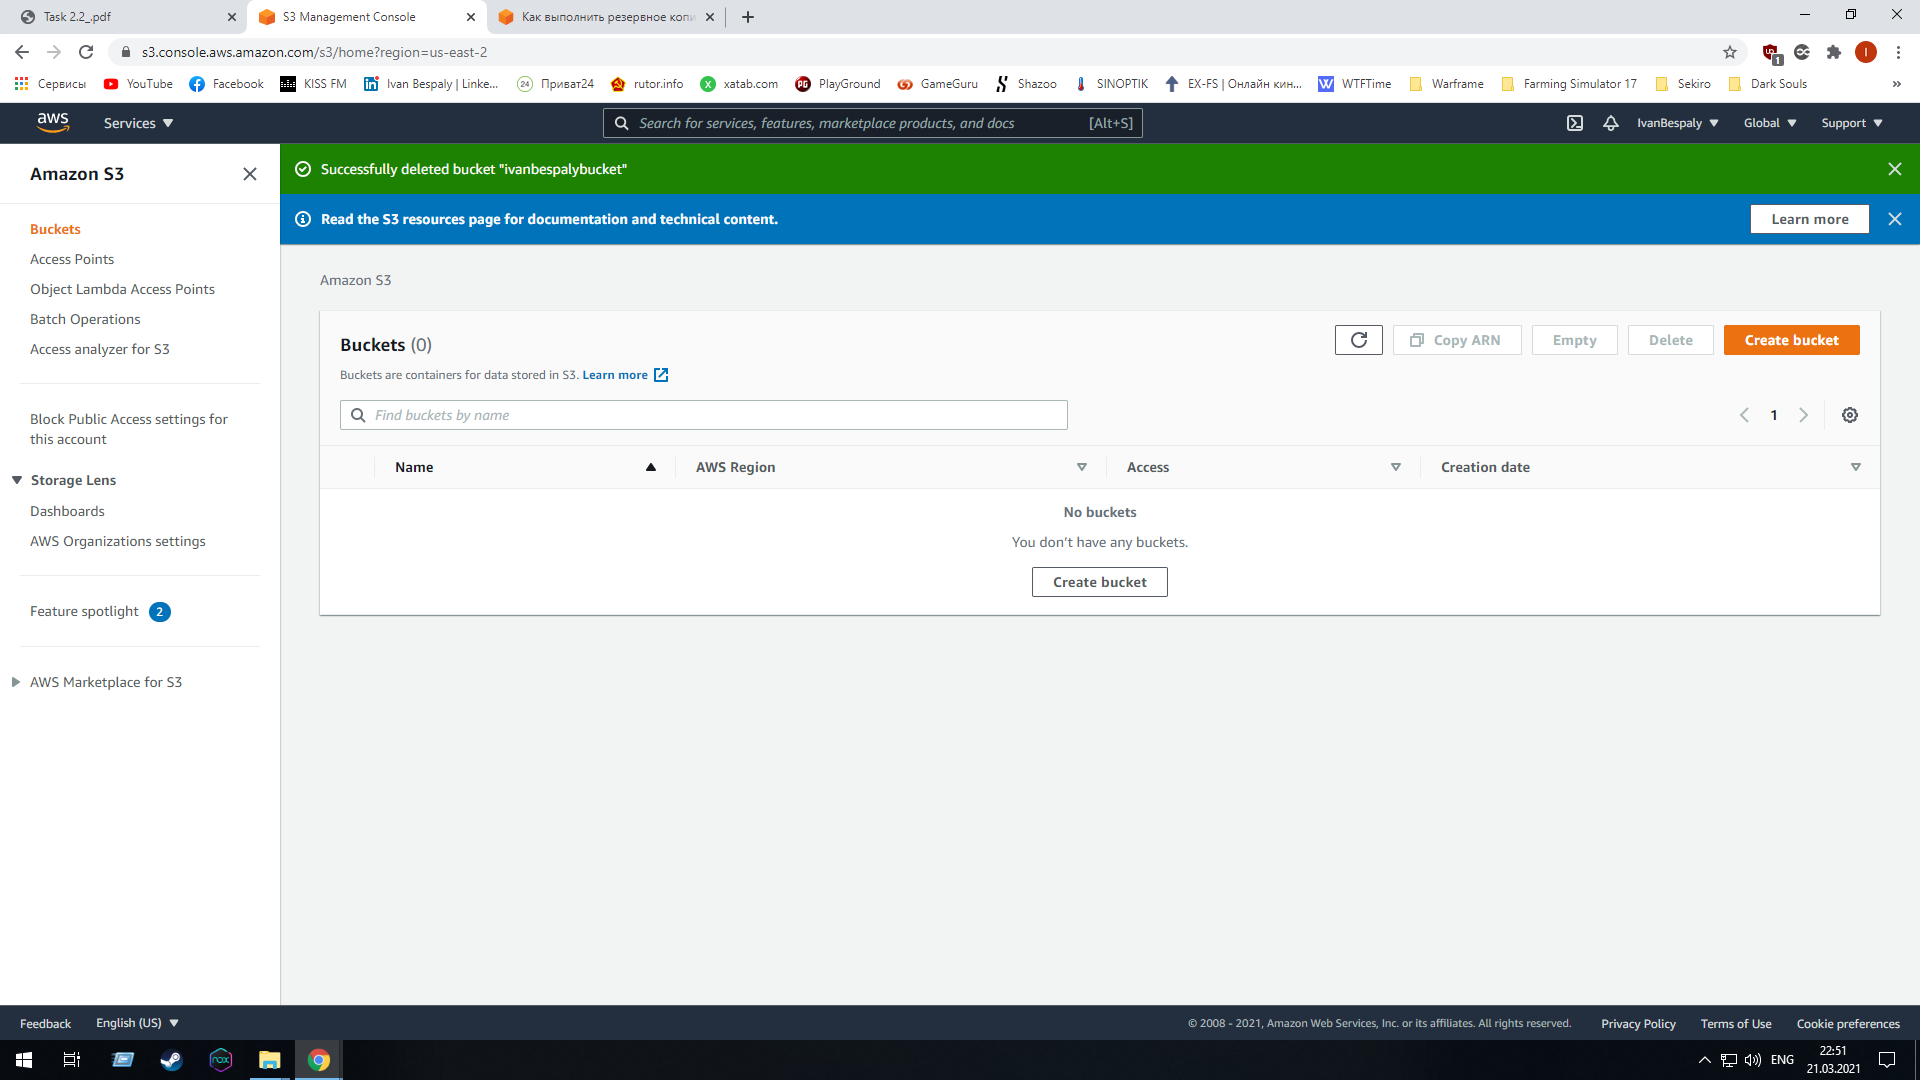 Task 2.2_.pdf
S3 Management Console
Как выполнить резервное копи
s3.console.aws.amazon.com/s3/home?region=us-east-2
1
I
Сервисы
YouTube
Facebook
KISS FM
Ivan Bespaly | Linke...
24
Приват24
rutor.info
xatab.com
PlayGround
GameGuru
Shazoo
SINOPTIK
EX-FS | Онлайн кин...
WTFTime
Warframe
Farming Simulator 17
Sekiro
Dark Souls
»
aws
Services
Search for services, features, marketplace products, and docs
[Alt+S]
IvanBespaly
Global
Support
Amazon S3
Buckets
Access Points
Object Lambda Access Points
Batch Operations
Access analyzer for S3
Block Public Access settings for
this account
Storage Lens
Dashboards
AWS Organizations settings
Feature spotlight 2
AWS Marketplace for S3
Successfully deleted bucket "ivanbespalybucket"
Read the S3 resources page for documentation and technical content.
Learn more
Amazon S3
Buckets (0)
Copy ARN
Empty
Delete
Create bucket
Buckets are containers for data stored in S3. Learn more
Find buckets by name
1
Name
AWS Region
Access
Creation date
No buckets
You don’t have any buckets.
Create bucket
Feedback
English (US)
© 2008 - 2021, Amazon Web Services, Inc. or its affiliates. All rights reserved.
Privacy Policy
Terms of Use
Cookie preferences
ENG
22:51
21.03.2021